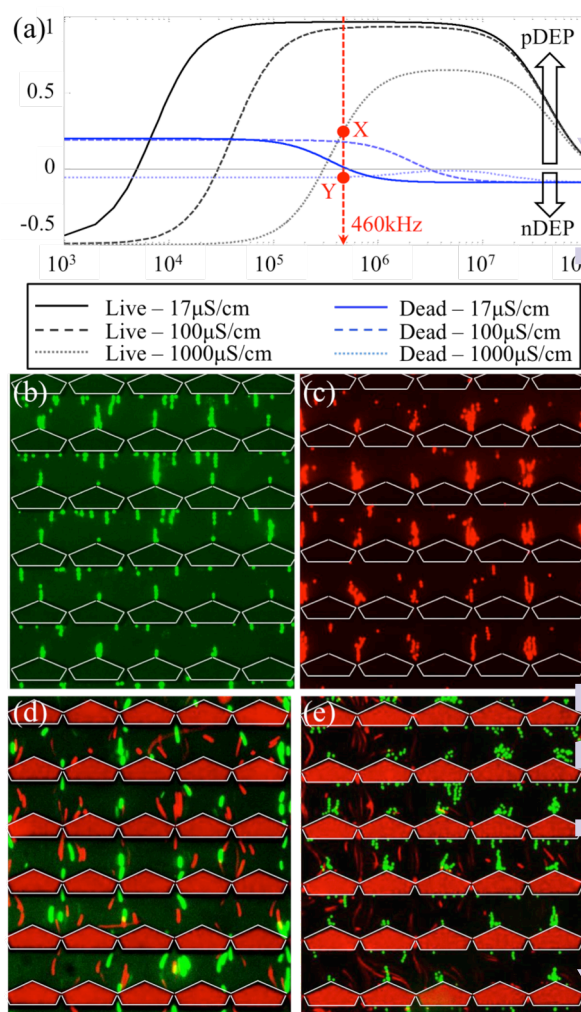 (a)
pDEP
1
0.5
0
-0.5
X
Y
460kHz
nDEP
10³ 10⁴ 10⁵ 10⁶ 10⁷ 10
Live – 17μS/cm Dead – 17μS/cm
Live – 100μS/cm Dead – 100μS/cm
Live – 1000μS/cm Dead – 1000μS/cm
(b) (c)
(d) (e)